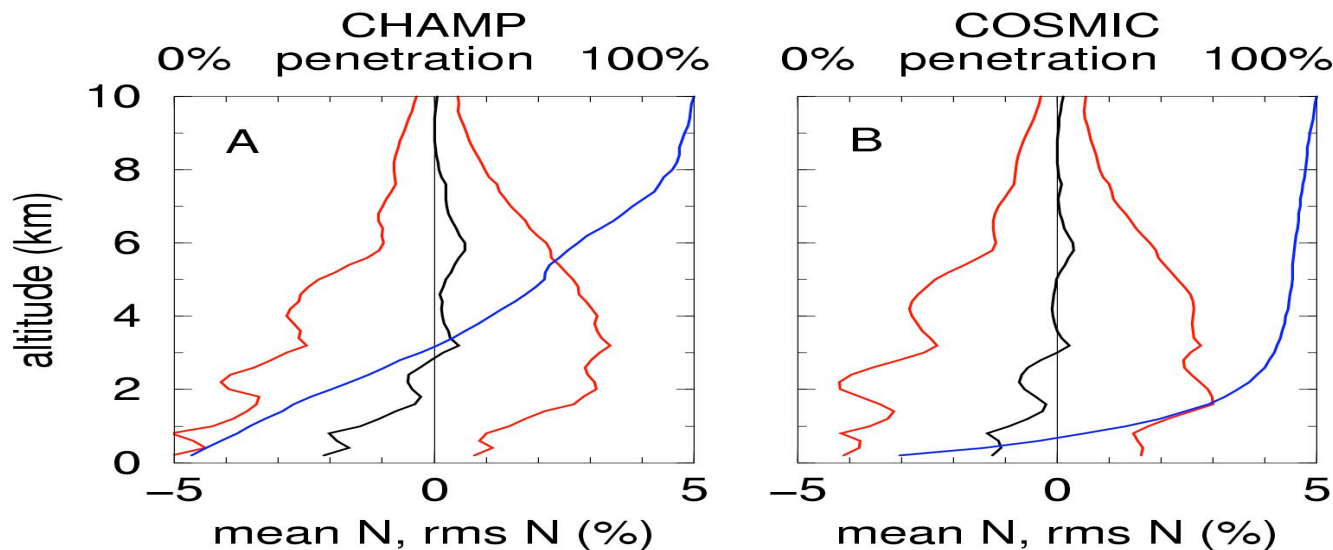 CHAMP
0% penetration 100%
COSMIC
0% penetration 100%
altitude (km)
10
8
6
4
2
0
A
B
−5 0 5
−5 0 5
mean N, rms N (%)
mean N, rms N (%)